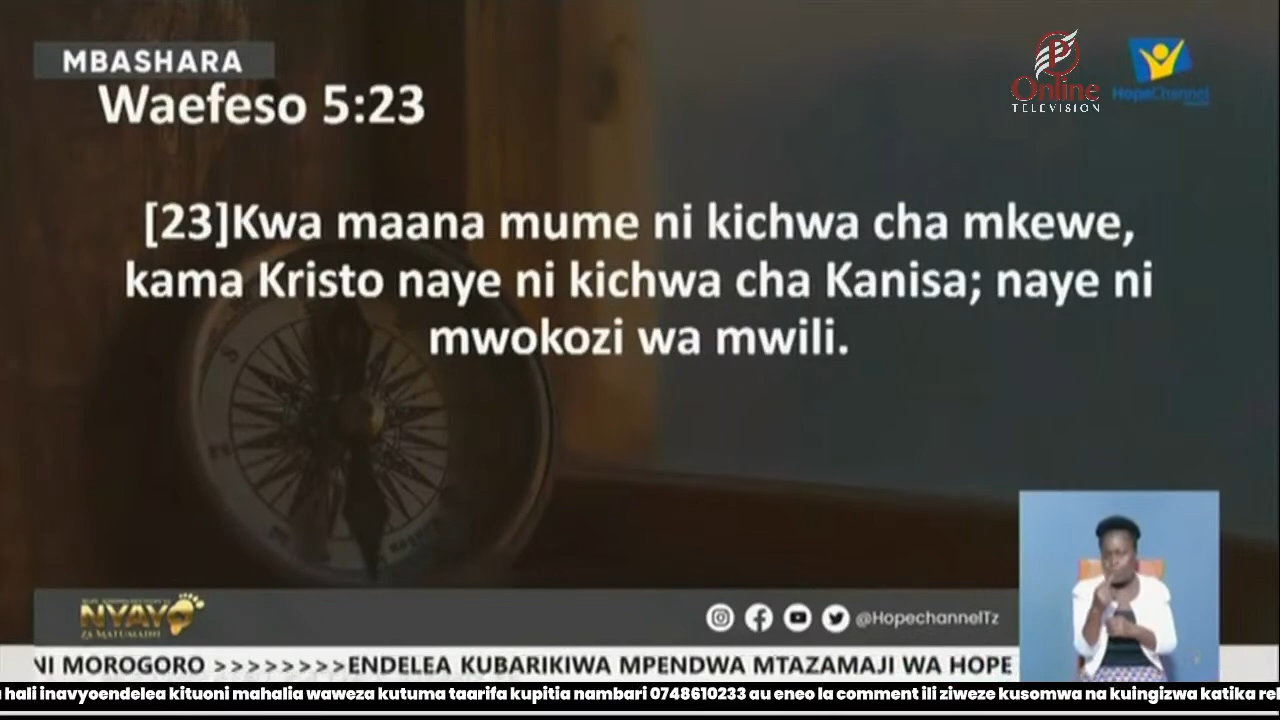 MBASHARA
Waefeso 5:23
Online
TELEVISION
HopeChannel
[23]Kwa maana mume ni kichwa cha mkewe,
kama Kristo naye ni kichwa cha Kanisa; naye ni
mwokozi wa mwili.
NYAYO
ZA MATUMAINI
@HopechannelTz
NI MOROGORO >>>>>>>>ENDELEA KUBARIKIWA MPENDWA MTAZAMAJI WA HOPE
hali inavyoendelea kituoni mahalia waweza kutuma taarifa kupitia nambari 0748610233 au eneo la comment ili ziweze kusomwa na kuingizwa katika